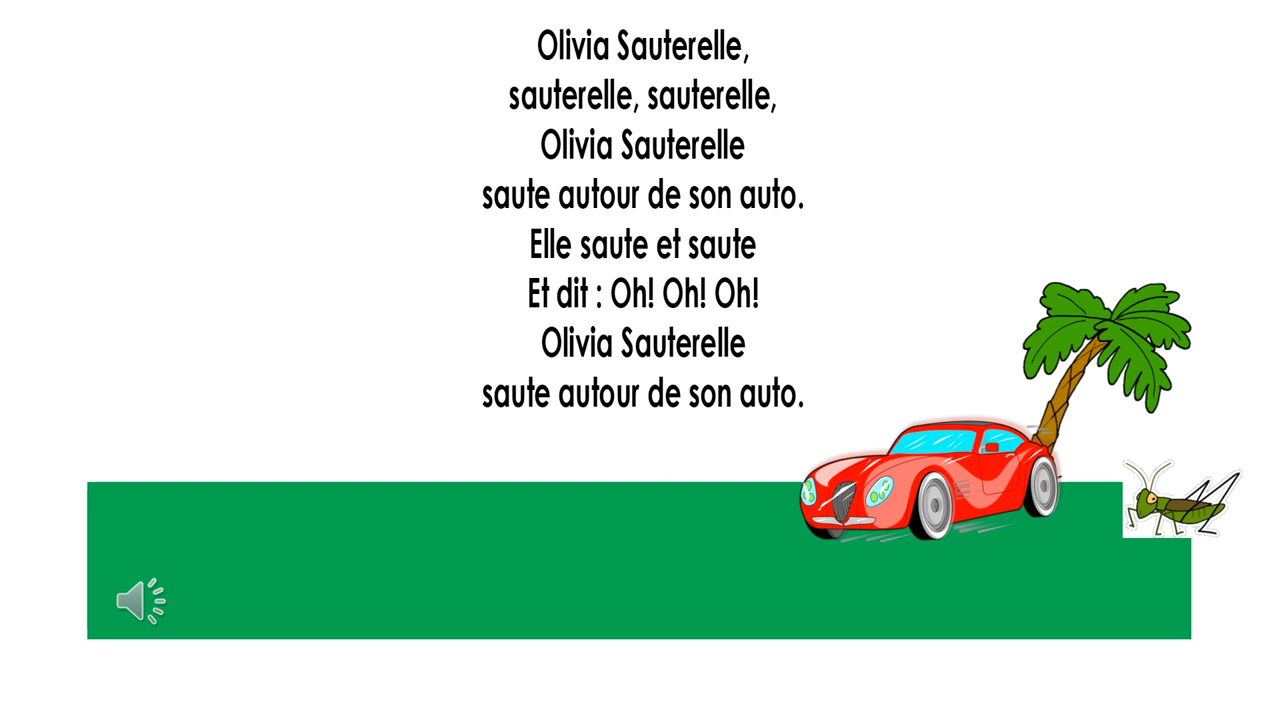 Olivia Sauterelle,
sauterelle, sauterelle,
Olivia Sauterelle
saute autour de son auto.
Elle saute et saute
Et dit : Oh! Oh! Oh!
Olivia Sauterelle
saute autour de son auto.